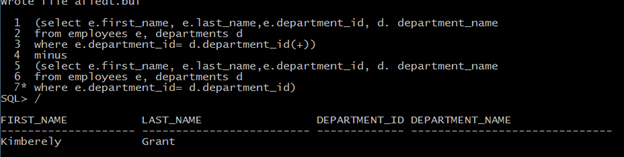 Wrote file afiedt.buf
1 (select e.first_name, e.last_name,e.department_id, d. department_name
2 from employees e, departments d
3 where e.department_id= d.department_id(+))
4 minus
5 (select e.first_name, e.last_name,e.department_id, d. department_name
6 from employees e, departments d
7* where e.department_id= d.department_id)
SQL> /
FIRST_NAME LAST_NAME DEPARTMENT_ID DEPARTMENT_NAME
-------------------- ------------------------- ------------- ------------------------------
Kimberely Grant